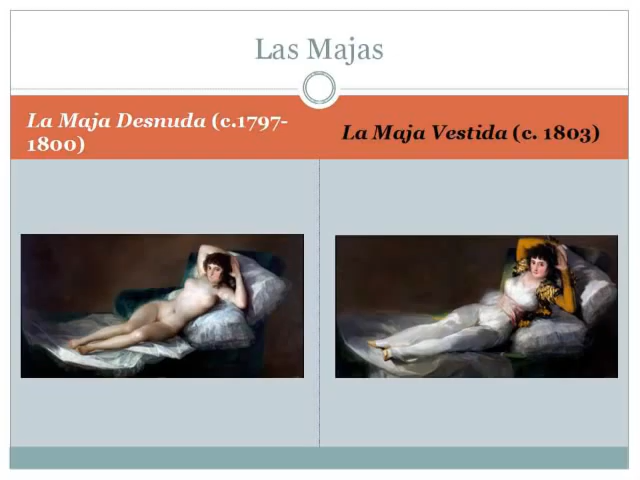 Las Majas
La Maja Desnuda (c.1797-
1800)
La Maja Vestida (c. 1803)